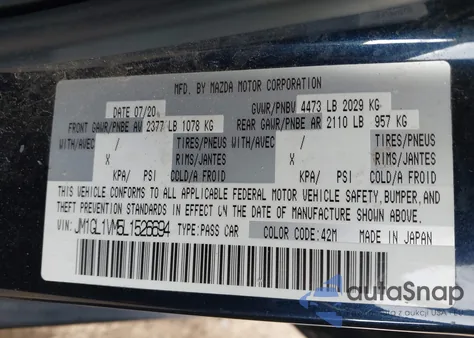 MFD. BY MAZDA MOTOR CORPORATION
DATE 07/20 GVWR/PNBV 4473 LB 2029 KG
FRONT GAWR/PNBE AV 2377 LB 1078 KG REAR GAWR/PNBE AR 2110 LB 957 KG
WITH/AVEC / TIRES/PNEUS WITH/AVEC / TIRES/PNEUS
X RIMS/JANTES X RIMS/JANTES
KPA/ PSI COLD/A FROID KPA/ PSI COLD/A FROID
THIS VEHICLE CONFORMS TO ALL APPLICABLE FEDERAL MOTOR VEHICLE SAFETY, BUMPER, AND
THEFT PREVENTION STANDARDS IN EFFECT ON THE DATE OF MANUFACTURE SHOWN ABOVE.
VIN: JM1GL1VM5L1526694 TYPE: PASS CAR COLOR CODE: 42M MADE IN JAPAN
autoSnap